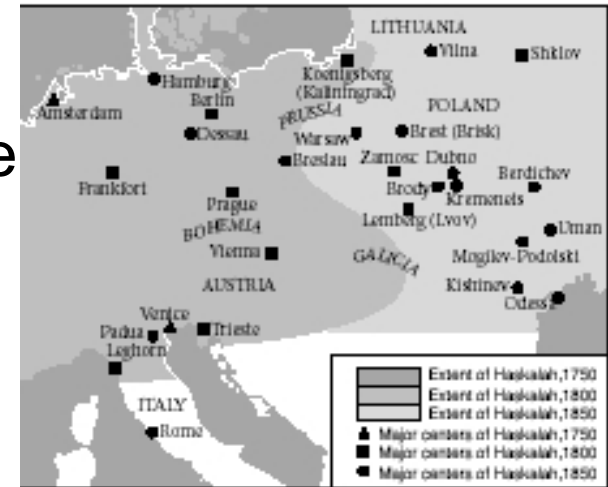 LITHUANIA
Vilna
Shklov
Koenigsberg
(Kaliningrad)
Hamburg
Berlin
Amsterdam
PRUSSIA
POLAND
Dessau
Warsaw
Brest (Brisk)
e
Breslau
Zamosc
Dubno
Berdichev
Frankfort
Brody
Kremeneis
Prague
Lemberg (Lvov)
BOHEMIA
Uman
Vienna
GALICIA
Mogilev-Podolski
AUSTRIA
Kishinev
Odessa
Venice
Padua
Trieste
Leghorn
ITALY
Rome
Extent of Haskalah,1750
Extent of Haskalah,1800
Extent of Haskalah,1850
Major centers of Haskalah,1750
Major centers of Haskalah,1800
Major centers of Haskalah,1850